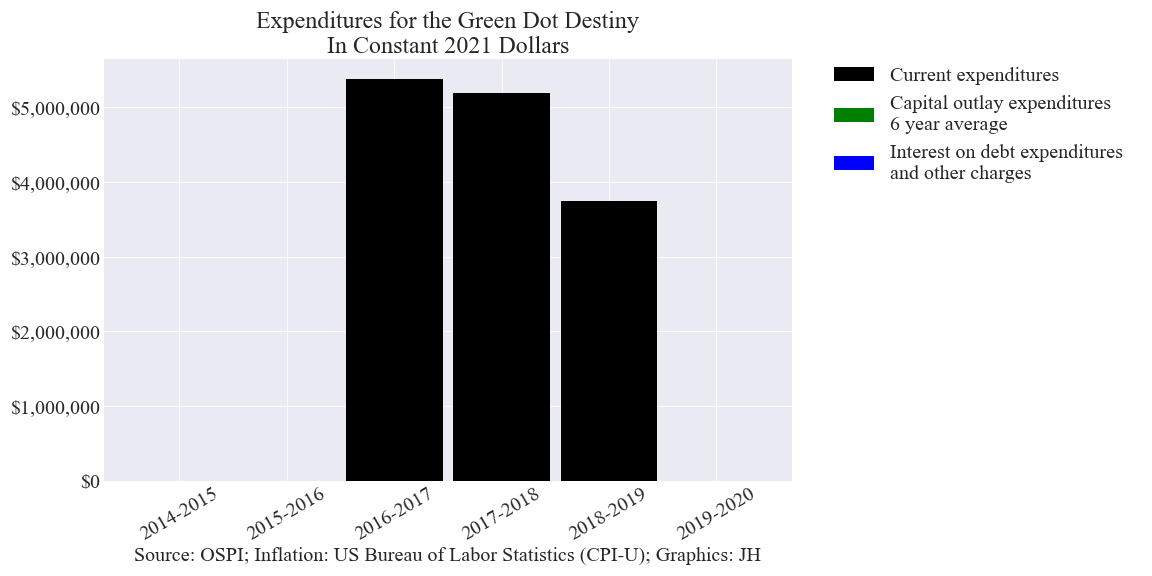 Expenditures for the Green Dot Destiny
In Constant 2021 Dollars
$5,000,000
$4,000,000
$3,000,000
$2,000,000
$1,000,000
$0
2014-2015
2015-2016
2016-2017
2017-2018
2018-2019
2019-2020
Source: OSPI; Inflation: US Bureau of Labor Statistics (CPI-U); Graphics: JH
Current expenditures
Capital outlay expenditures
6 year average
Interest on debt expenditures
and other charges